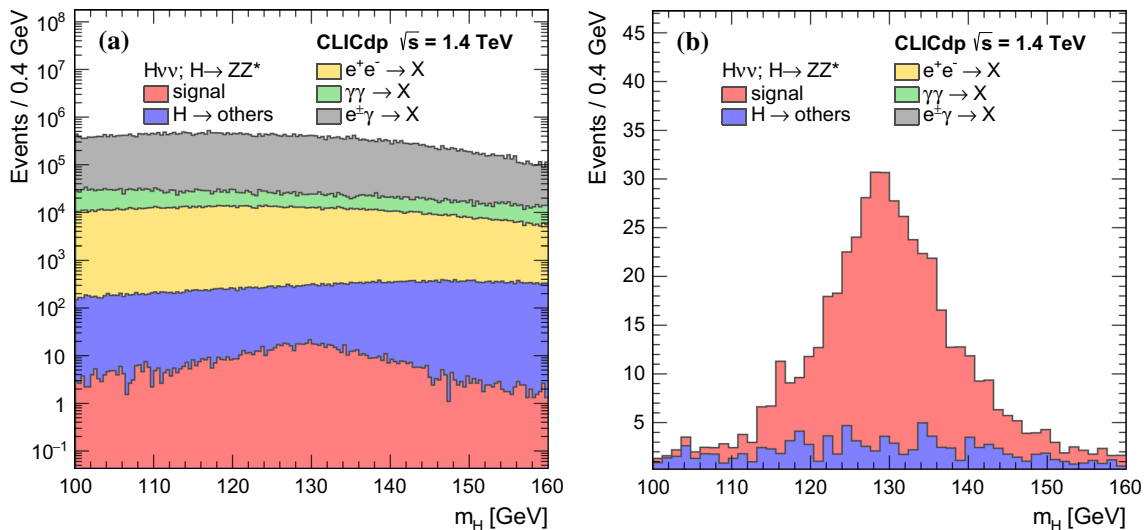 (a)
CLICdp √s = 1.4 TeV
Hνν; H→ ZZ*
signal
H → others
e⁺e⁻ → X
γγ → X
e±γ → X
Events / 0.4 GeV
10⁸
10⁷
10⁶
10⁵
10⁴
10³
10²
10
1
10⁻¹
100 110 120 130 140 150 160
m_H [GeV]
(b)
CLICdp √s = 1.4 TeV
Hνν; H→ ZZ*
signal
H → others
e⁺e⁻ → X
γγ → X
e±γ → X
Events / 0.4 GeV
45
40
35
30
25
20
15
10
5
100 110 120 130 140 150 160
m_H [GeV]